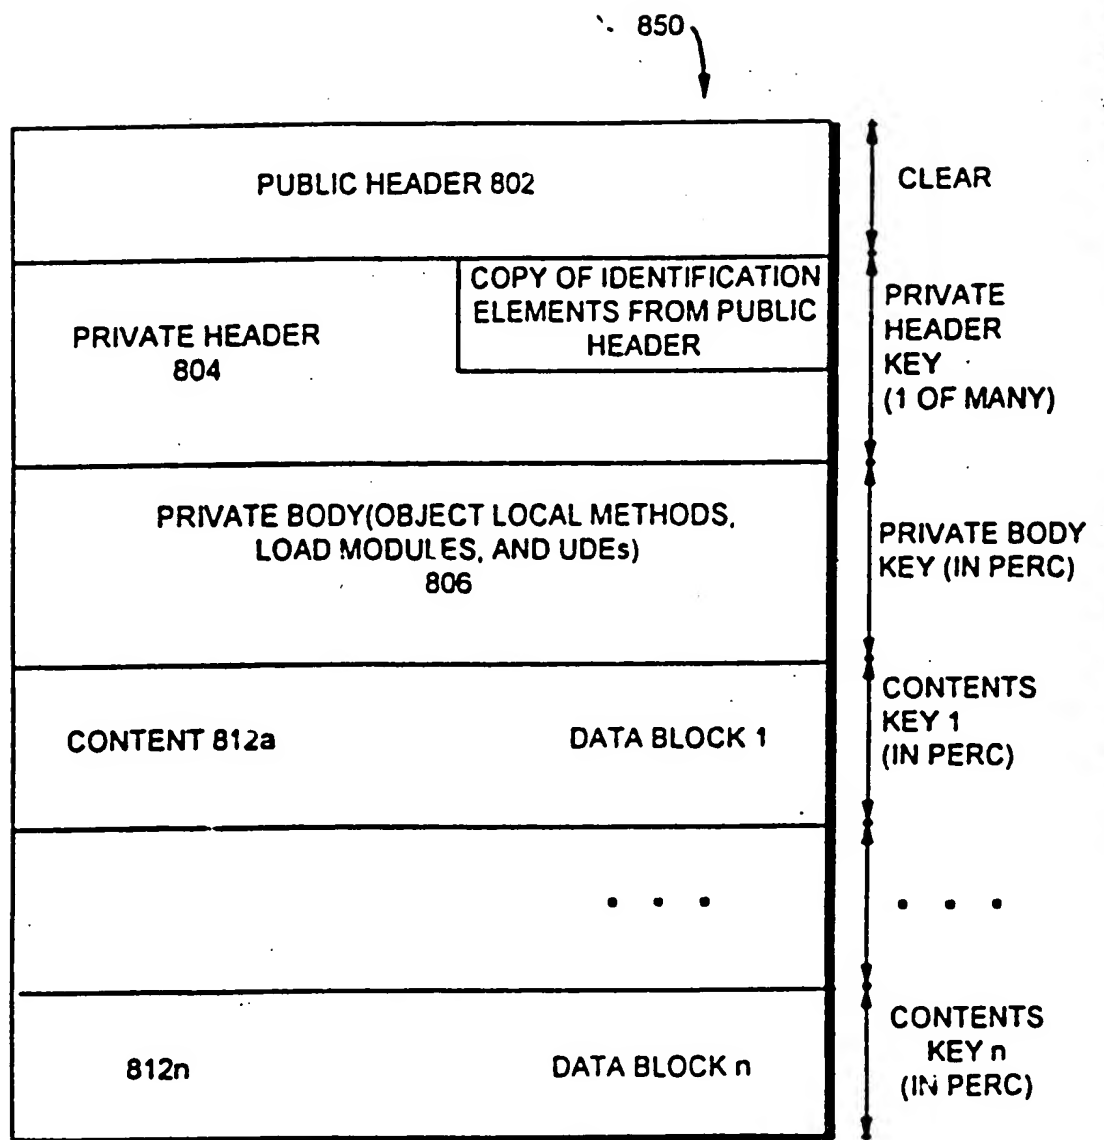 850
PUBLIC HEADER 802
CLEAR
PRIVATE HEADER
804
COPY OF IDENTIFICATION
ELEMENTS FROM PUBLIC
HEADER
PRIVATE
HEADER
KEY
(1 OF MANY)
PRIVATE BODY(OBJECT LOCAL METHODS,
LOAD MODULES, AND UDEs)
806
PRIVATE BODY
KEY (IN PERC)
CONTENT 812a
DATA BLOCK 1
CONTENTS
KEY 1
(IN PERC)
. . .
. . .
812n
DATA BLOCK n
CONTENTS
KEY n
(IN PERC)